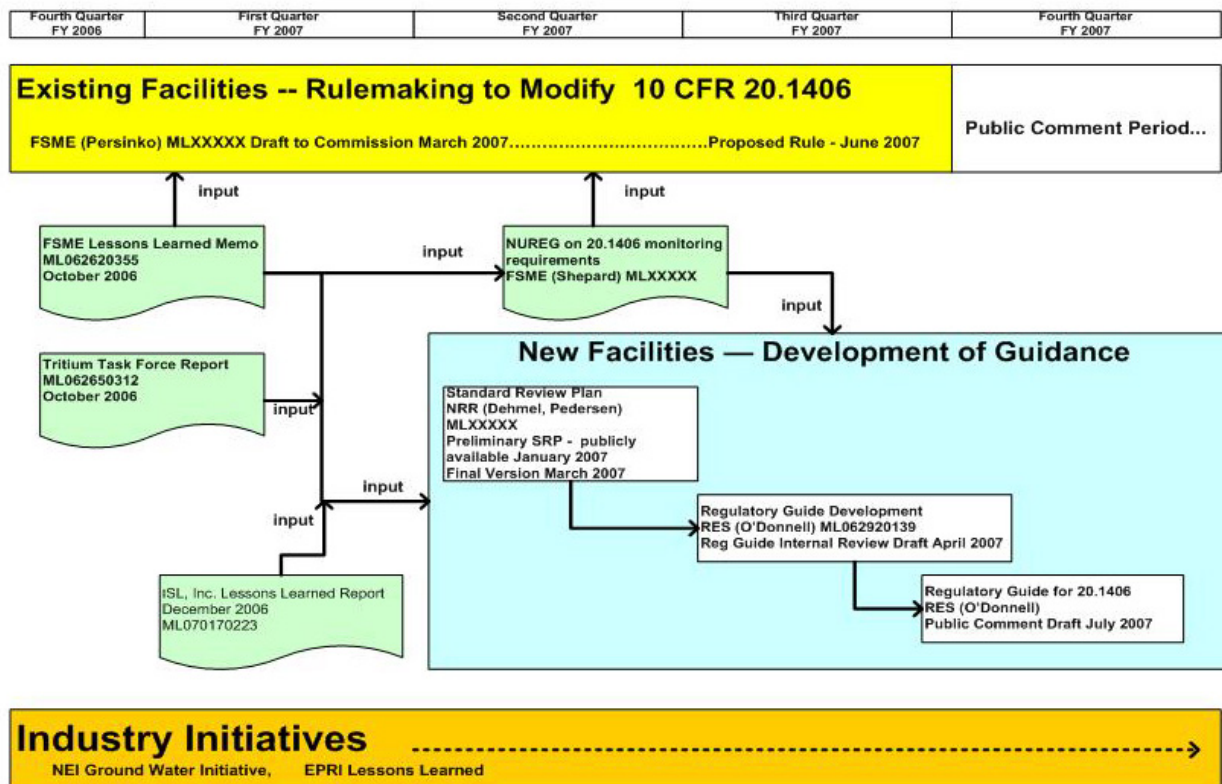 Fourth Quarter
FY 2006
First Quarter
FY 2007
Second Quarter
FY 2007
Third Quarter
FY 2007
Fourth Quarter
FY 2007
Existing Facilities -- Rulemaking to Modify 10 CFR 20.1406
FSME (Persinko) MLXXXXX Draft to Commission March 2007....................................Proposed Rule - June 2007
Public Comment Period...
input
input
FSME Lessons Learned Memo
ML062620355
October 2006
input
NUREG on 20.1406 monitoring
requirements
FSME (Shepard) MLXXXXX
input
Tritium Task Force Report
ML062650312
October 2006
input
New Facilities — Development of Guidance
Standard Review Plan
NRR (Dehmel, Pedersen)
MLXXXXX
Preliminary SRP - publicly
available January 2007
Final Version March 2007
input
input
Regulatory Guide Development
RES (O'Donnell) ML062920139
Reg Guide Internal Review Draft April 2007
ISL, Inc. Lessons Learned Report
December 2006
ML070170223
Regulatory Guide for 20.1406
RES (O'Donnell)
Public Comment Draft July 2007
Industry Initiatives
NEI Ground Water Initiative, EPRI Lessons Learned